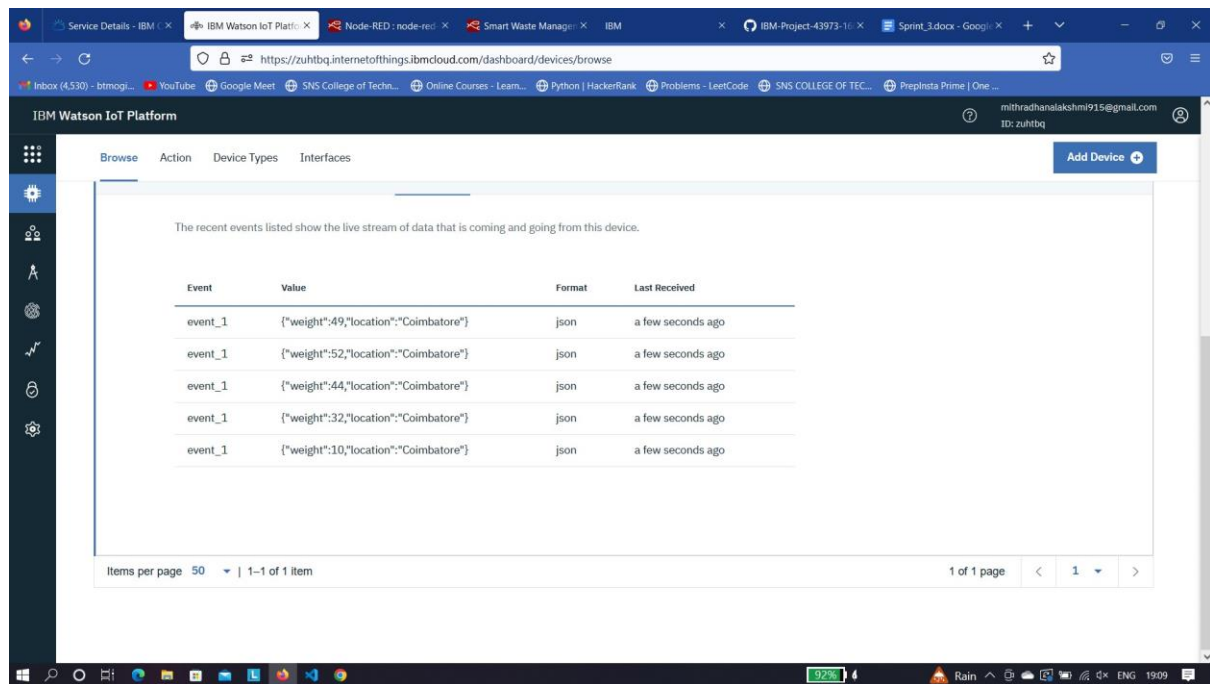 Service Details - IBM C
IBM Watson IoT Platfo
Node-RED : node-red-
Smart Waste Managem
IBM
IBM-Project-43973-16
Sprint_3.docx - Google
https://zuhtbq.internetofthings.ibmcloud.com/dashboard/devices/browse
Inbox (4,530) - btmogi...
YouTube
Google Meet
SNS College of Techn...
Online Courses - Learn...
Python | HackerRank
Problems - LeetCode
SNS COLLEGE OF TEC...
PrepInsta Prime | One ...
IBM Watson IoT Platform
mithradhanalakshmi915@gmail.com
ID: zuhtbq
Browse Action Device Types Interfaces
Add Device
The recent events listed show the live stream of data that is coming and going from this device.
Event Value Format Last Received
event_1 {"weight":49,"location":"Coimbatore"} json a few seconds ago
event_1 {"weight":52,"location":"Coimbatore"} json a few seconds ago
event_1 {"weight":44,"location":"Coimbatore"} json a few seconds ago
event_1 {"weight":32,"location":"Coimbatore"} json a few seconds ago
event_1 {"weight":10,"location":"Coimbatore"} json a few seconds ago
Items per page 50 | 1–1 of 1 item
1 of 1 page 1
92%
Rain
ENG 19:09